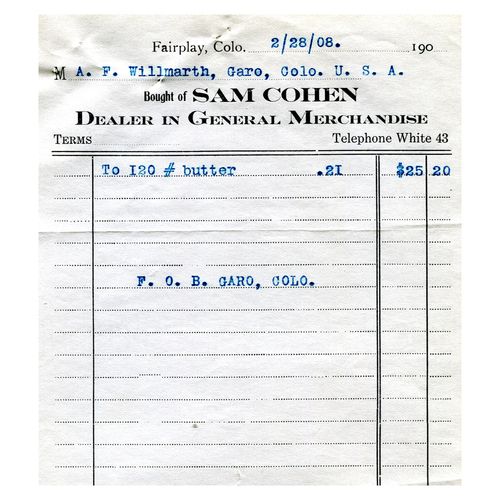 Fairplay, Colo. 2/28/08. 190
M A. F. Willmarth, Garo, Colo. U. S. A.
Bought of SAM COHEN
DEALER IN GENERAL MERCHANDISE
TERMS Telephone White 43
To 120 # butter .21 $25 20
F. O. B. GARO, COLO.